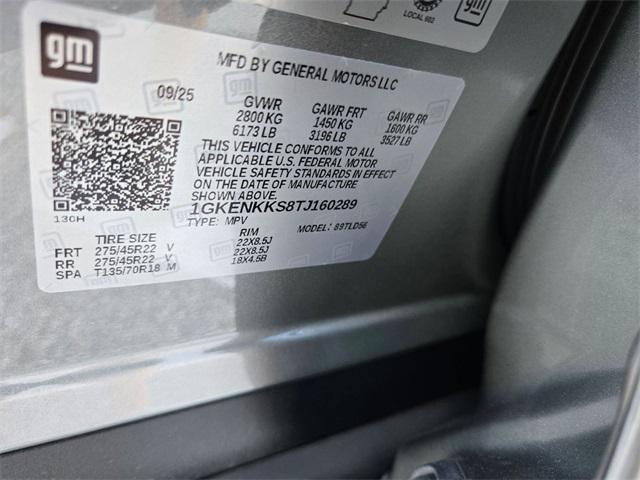 LOCAL 602
gm
gm
MFD BY GENERAL MOTORS LLC
09/25
GVWR GAWR FRT GAWR RR
2800 KG 1450 KG 1600 KG
6173 LB 3196 LB 3527 LB
THIS VEHICLE CONFORMS TO ALL
APPLICABLE U.S. FEDERAL MOTOR
VEHICLE SAFETY STANDARDS IN EFFECT
ON THE DATE OF MANUFACTURE
SHOWN ABOVE.
1GKENKKS8TJ160289
130H
TYPE: MPV MODEL: 89TLD56
TIRE SIZE RIM
FRT 275/45R22 V 22X8.5J
RR 275/45R22 V 22X8.5J
SPA T135/70R18 M 18X4.5B